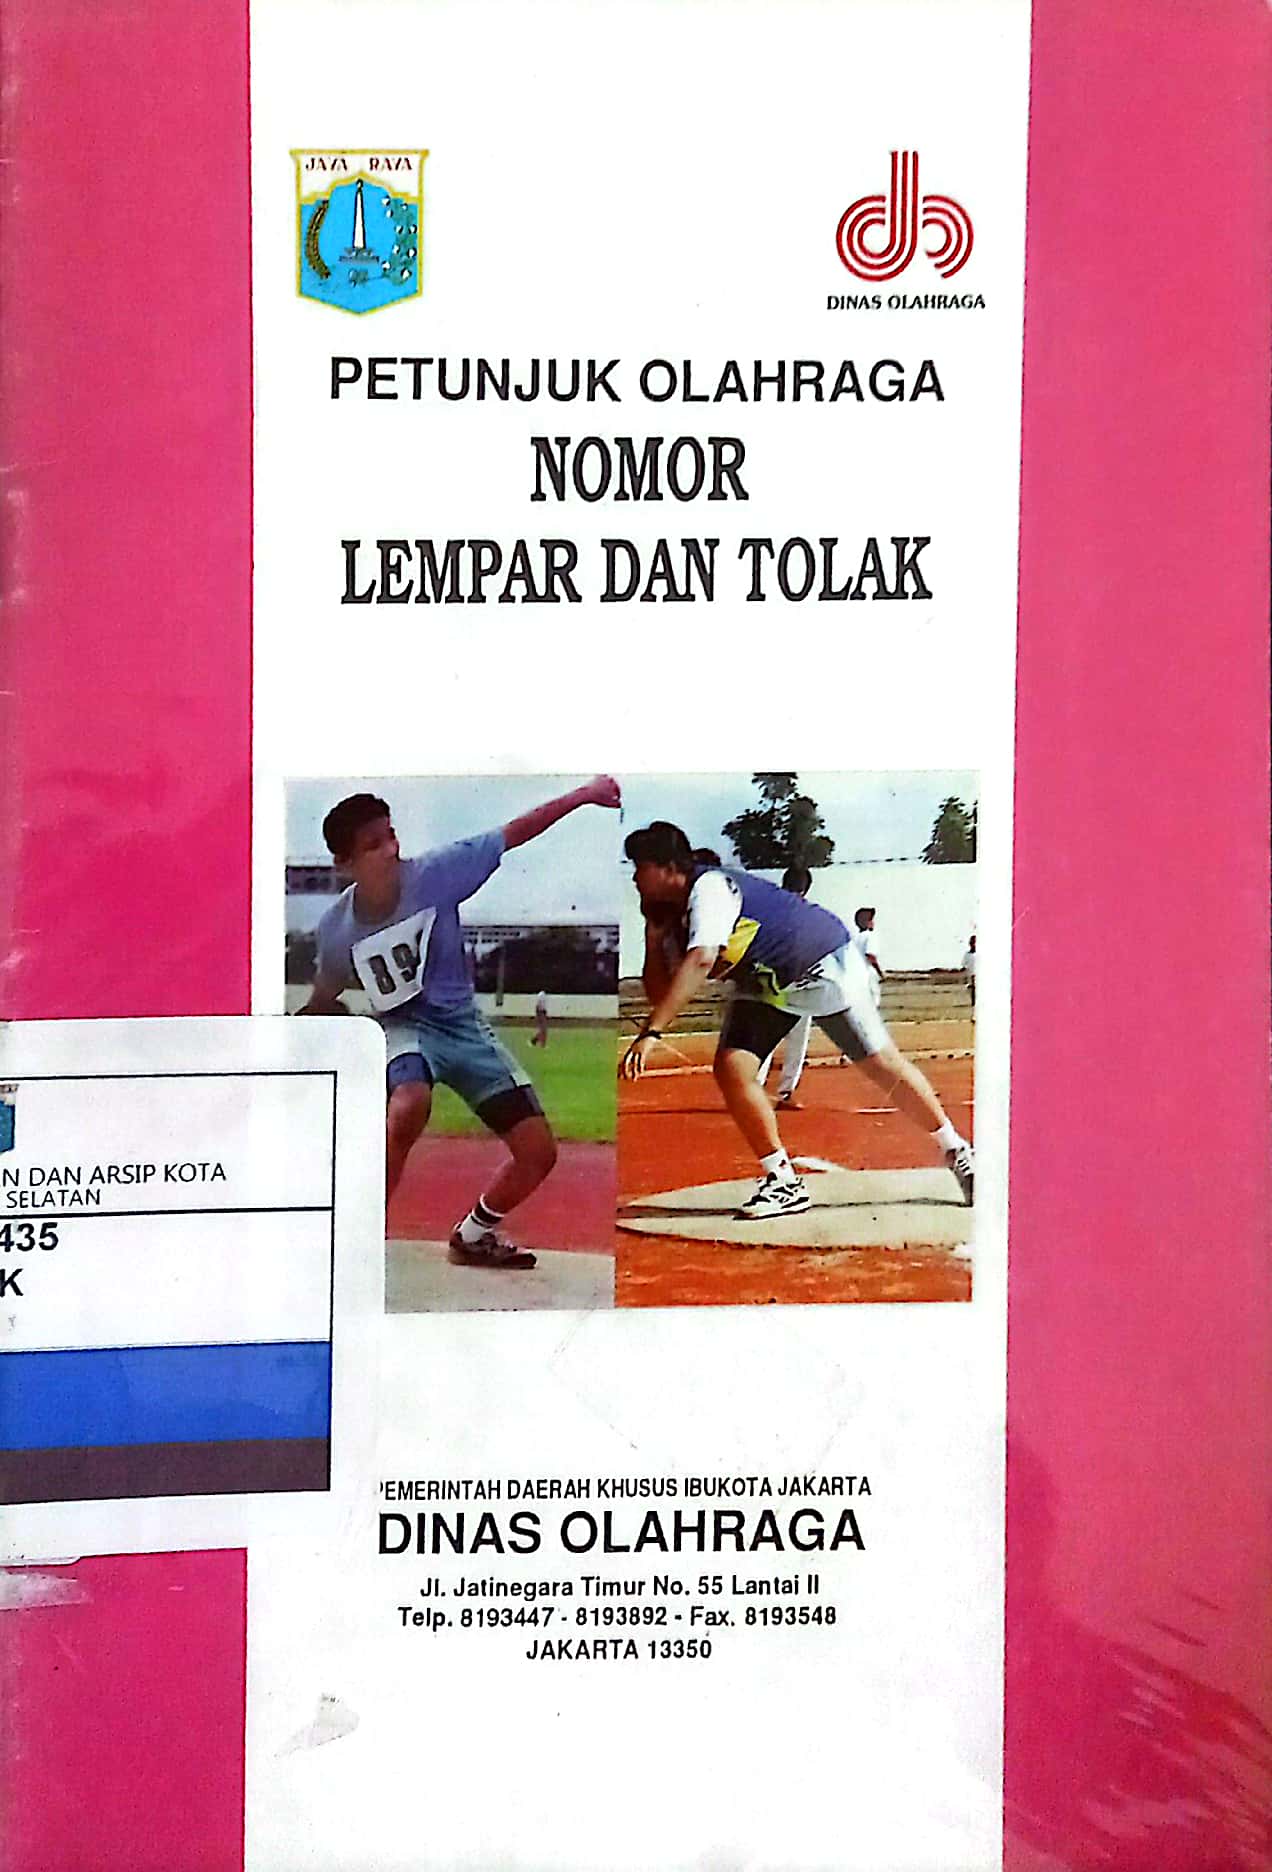 JAYA RAYA
DINAS OLAHRAGA
PETUNJUK OLAHRAGA
NOMOR
LEMPAR DAN TOLAK
89
N DAN ARSIP KOTA
SELATAN
435
K
PEMERINTAH DAERAH KHUSUS IBUKOTA JAKARTA
DINAS OLAHRAGA
Jl. Jatinegara Timur No. 55 Lantai II
Telp. 8193447 - 8193892 - Fax. 8193548
JAKARTA 13350